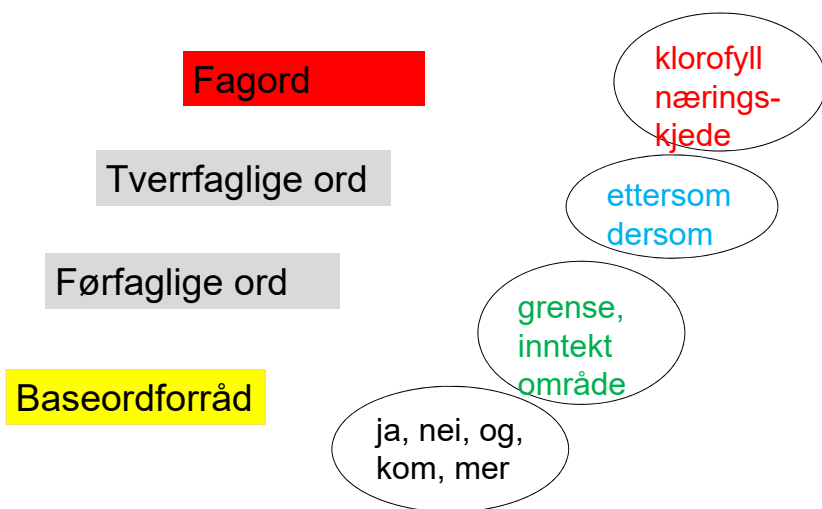 Fagord
klorofyll
nærings-
kjede
Tverrfaglige ord
ettersom
dersom
Førfaglige ord
grense,
inntekt
område
Baseordforråd
ja, nei, og,
kom, mer